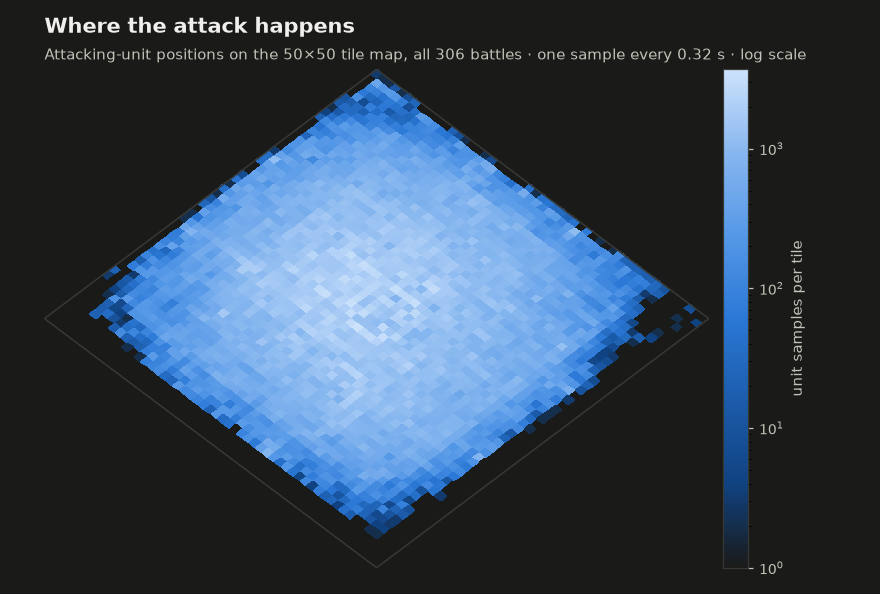 Where the attack happens
Attacking-unit positions on the 50×50 tile map, all 306 battles · one sample every 0.32 s · log scale
10³
10²
10¹
10⁰
unit samples per tile